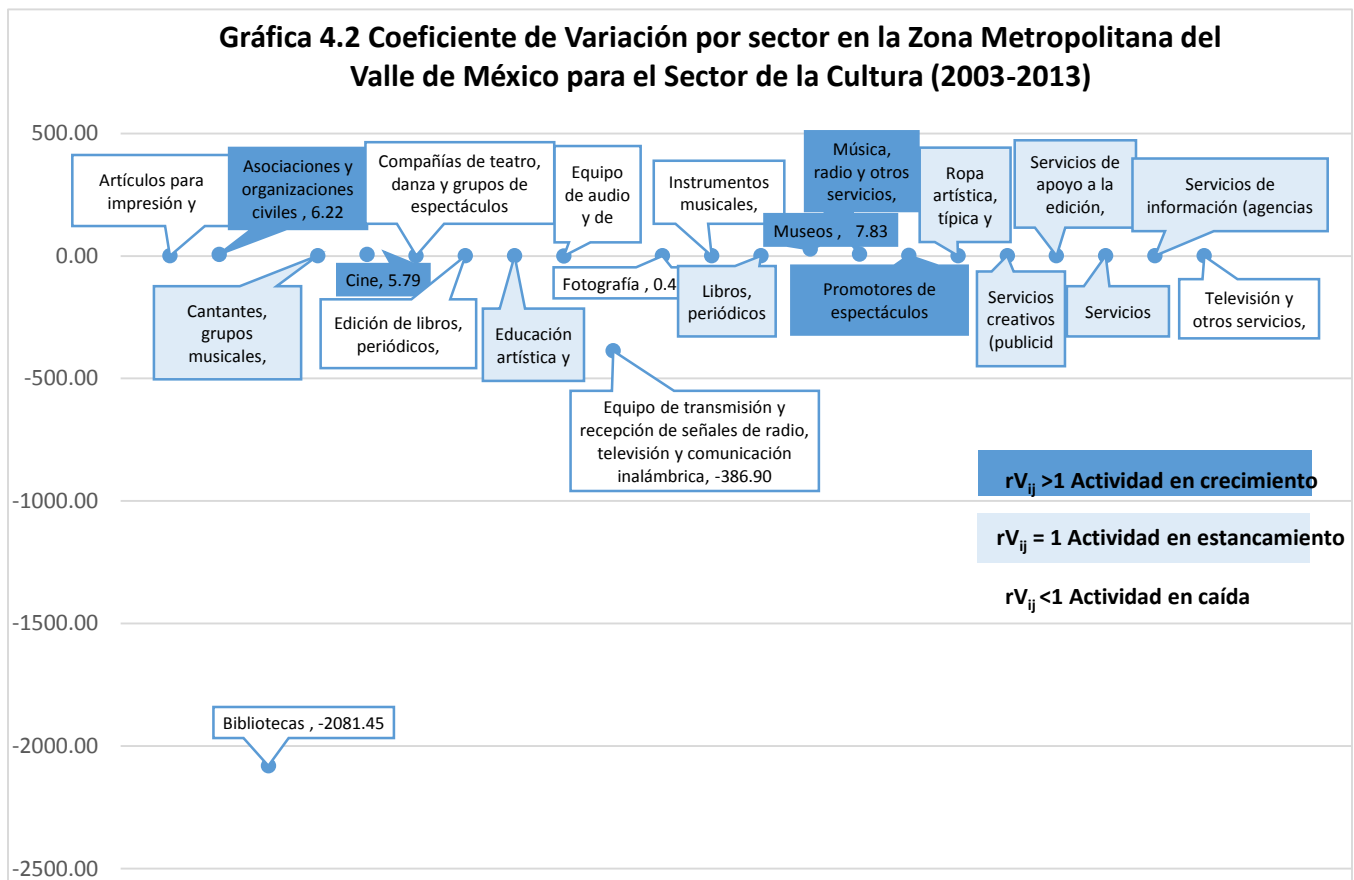 Gráfica 4.2 Coeficiente de Variación por sector en la Zona Metropolitana del
Valle de México para el Sector de la Cultura (2003-2013)
500.00
0.00
-500.00
-1000.00
-1500.00
-2000.00
-2500.00
Artículos para
impresión y
Asociaciones y
organizaciones
civiles , 6.22
Bibliotecas , -2081.45
Cantantes,
grupos
musicales,
Cine, 5.79
Compañías de teatro,
danza y grupos de
espectáculos
Edición de libros,
periódicos,
Educación
artística y
Equipo
de audio
y de
Equipo de transmisión y
recepción de señales de radio,
televisión y comunicación
inalámbrica, -386.90
Fotografía , 0.4
Instrumentos
musicales,
Libros,
periódicos
Museos , 7.83
Música,
radio y otros
servicios,
Promotores de
espectáculos
Ropa
artística,
típica y
Servicios
creativos
(publicid
Servicios de
apoyo a la
edición,
Servicios
Servicios de
información (agencias
Televisión y
otros servicios,
rVij >1 Actividad en crecimiento
rVij = 1 Actividad en estancamiento
rVij <1 Actividad en caída